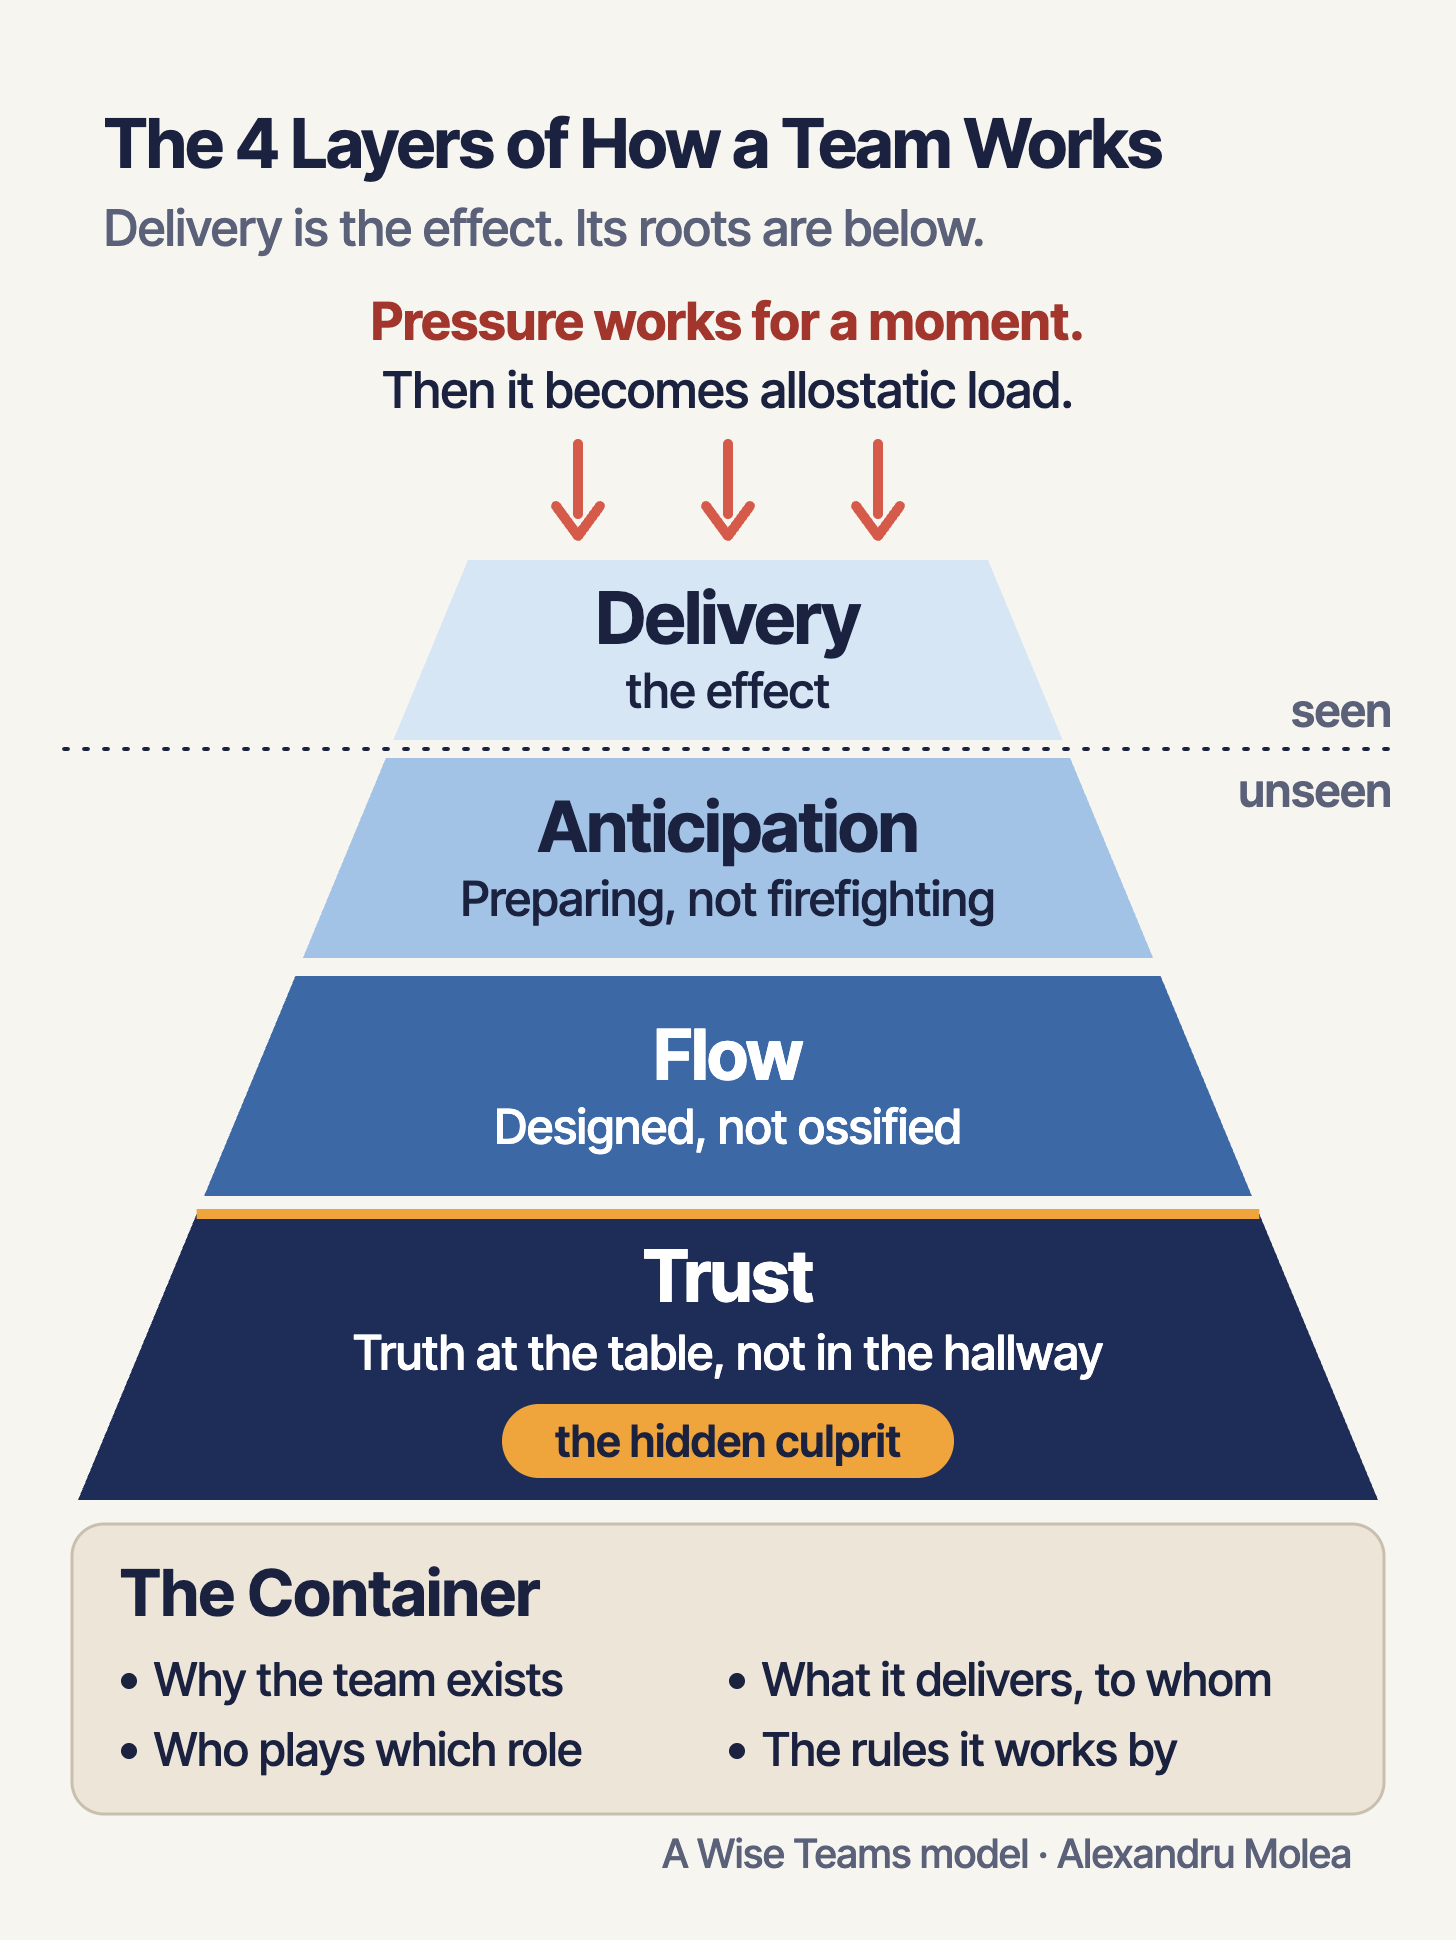 The 4 Layers of How a Team Works
Delivery is the effect. Its roots are below.
Pressure works for a moment.
Then it becomes allostatic load.
Delivery
the effect
seen
unseen
Anticipation
Preparing, not firefighting
Flow
Designed, not ossified
Trust
Truth at the table, not in the hallway
the hidden culprit
The Container
• Why the team exists
• What it delivers, to whom
• Who plays which role
• The rules it works by
A Wise Teams model · Alexandru Molea